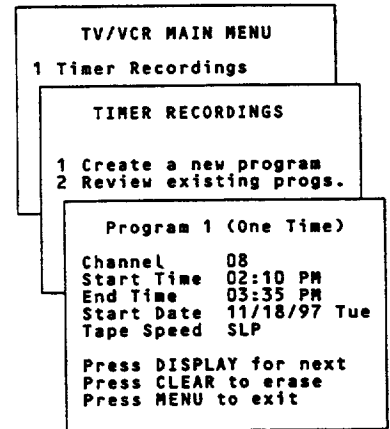 TV/VCR MAIN MENU
1 Timer Recordings
TIMER RECORDINGS
1 Create a new program
2 Review existing progs.
Program 1 (One Time)
Channel 08
Start Time 02:10 PM
End Time 03:35 PM
Start Date 11/18/97 Tue
Tape Speed SLP
Press DISPLAY for next
Press CLEAR to erase
Press MENU to exit